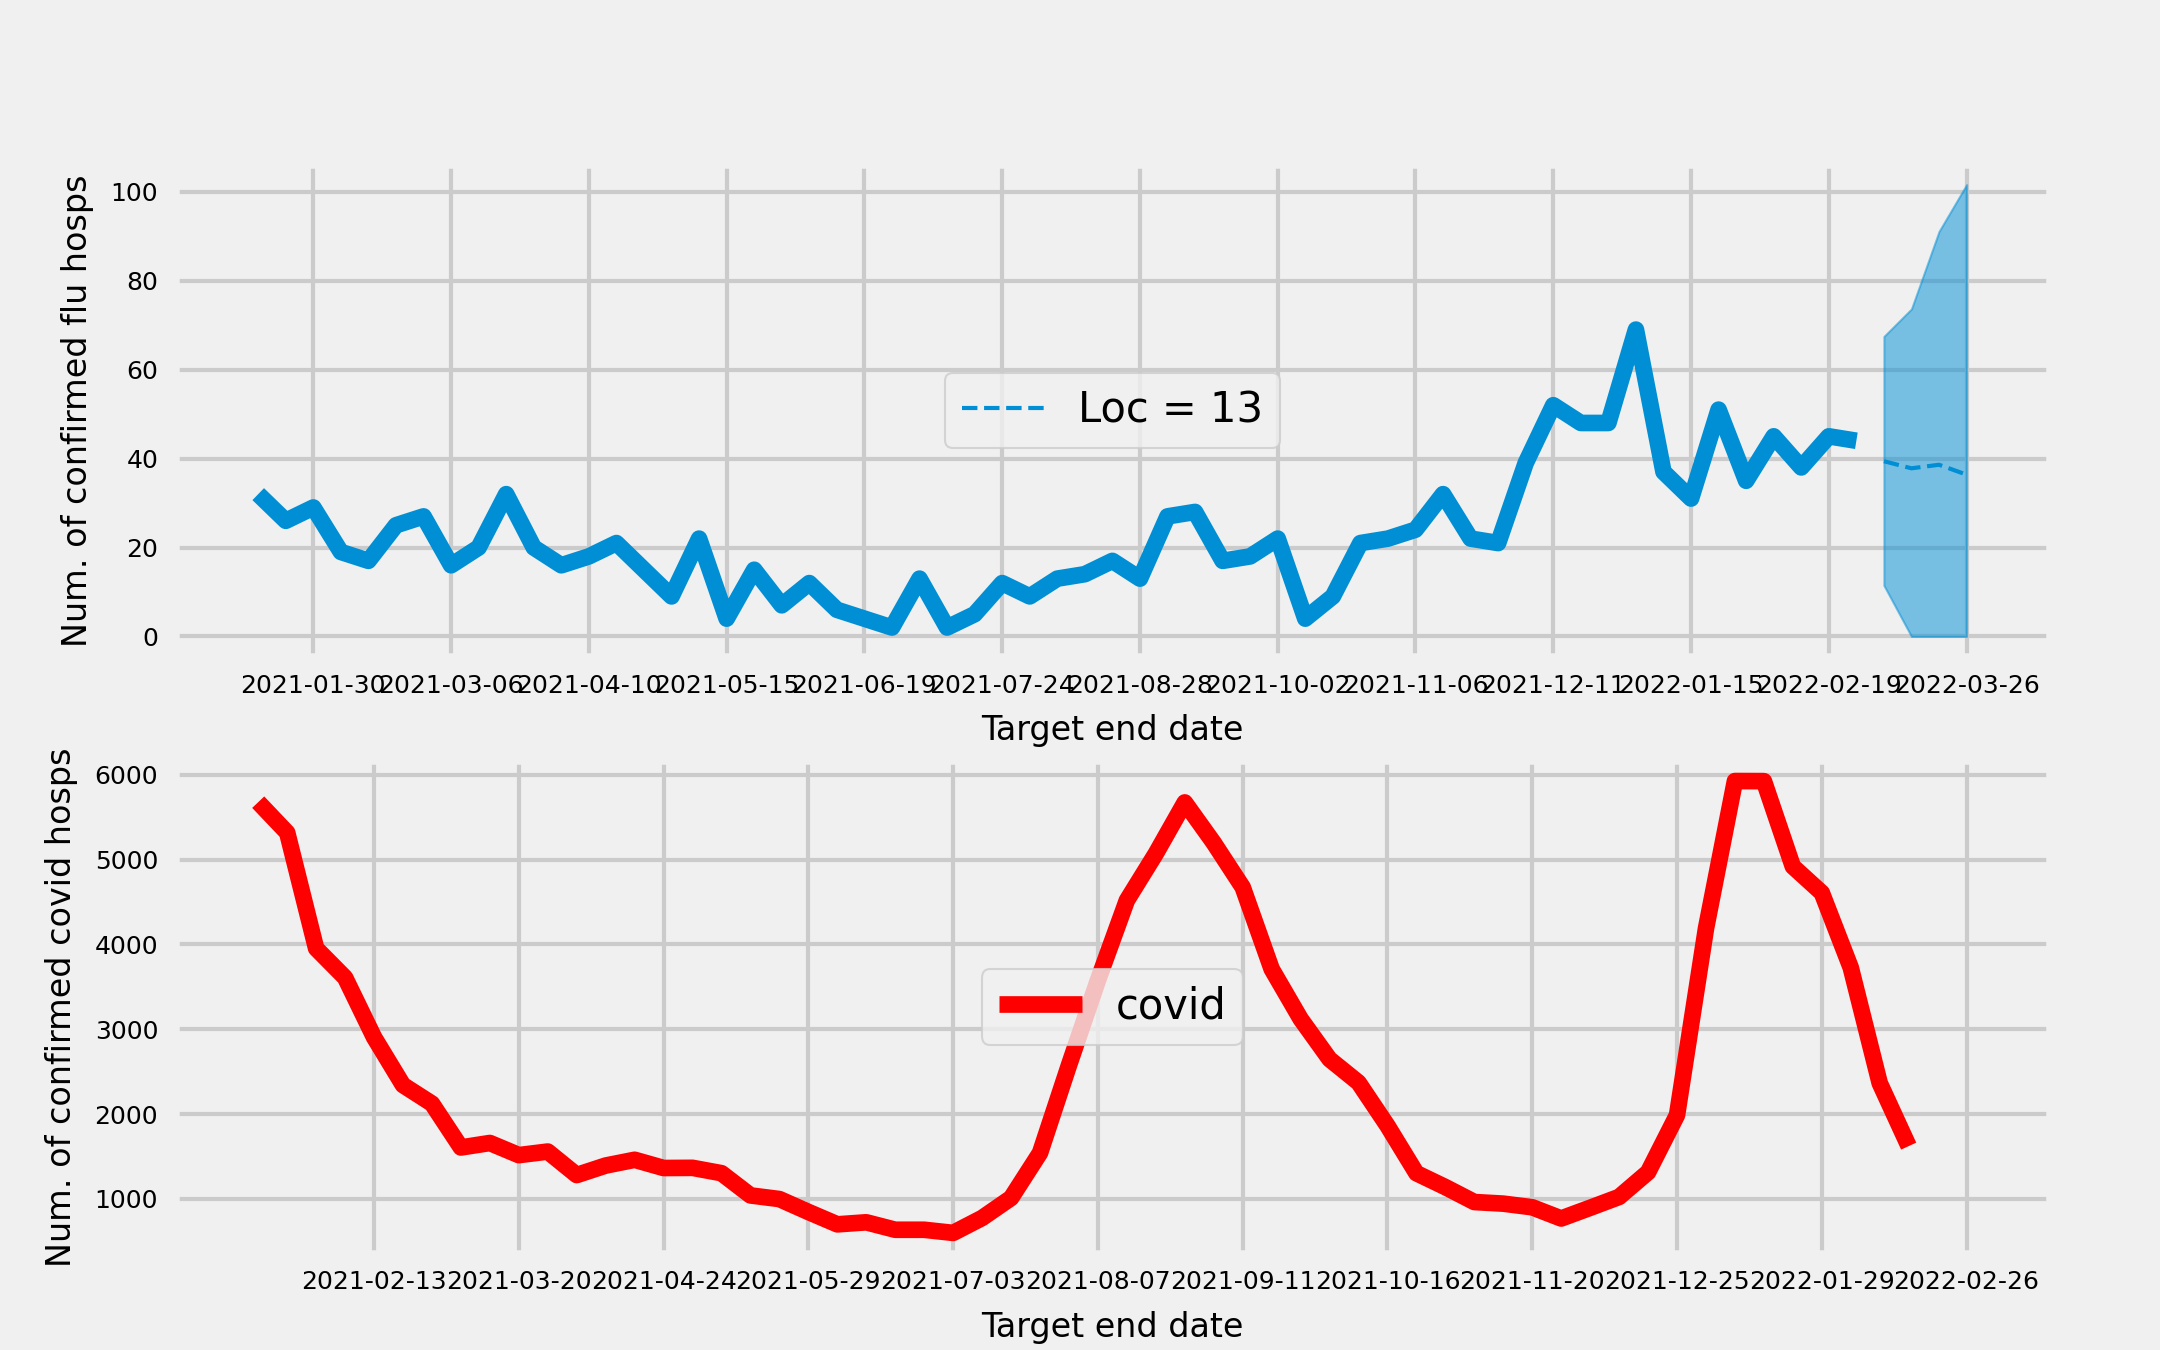 Num. of confirmed flu hosps
100
80
60
40
20
0
Loc = 13
2021-01-30 2021-03-06 2021-04-10 2021-05-15 2021-06-19 2021-07-24 2021-08-28 2021-10-02 2021-11-06 2021-12-11 2022-01-15 2022-02-19 2022-03-26
Target end date
Num. of confirmed covid hosps
6000
5000
4000
3000
2000
1000
covid
2021-02-13 2021-03-20 2021-04-24 2021-05-29 2021-07-03 2021-08-07 2021-09-11 2021-10-16 2021-11-20 2021-12-25 2022-01-29 2022-02-26
Target end date